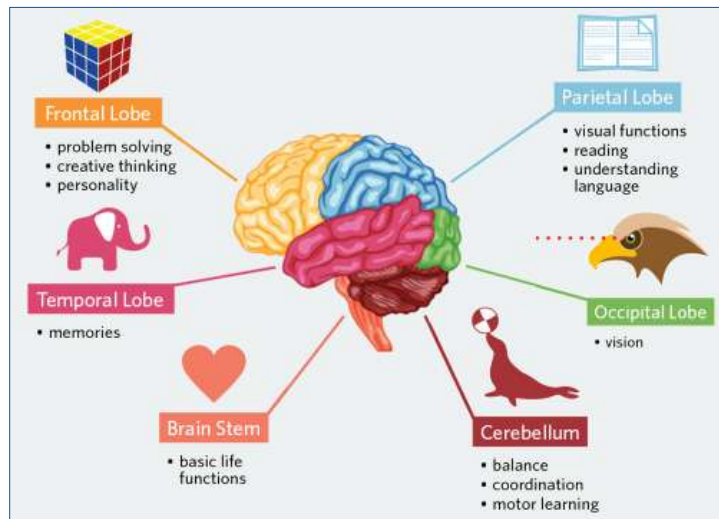 Frontal Lobe
• problem solving
• creative thinking
• personality
Parietal Lobe
• visual functions
• reading
• understanding
language
Temporal Lobe
• memories
Occipital Lobe
• vision
Brain Stem
• basic life
functions
Cerebellum
• balance
• coordination
• motor learning